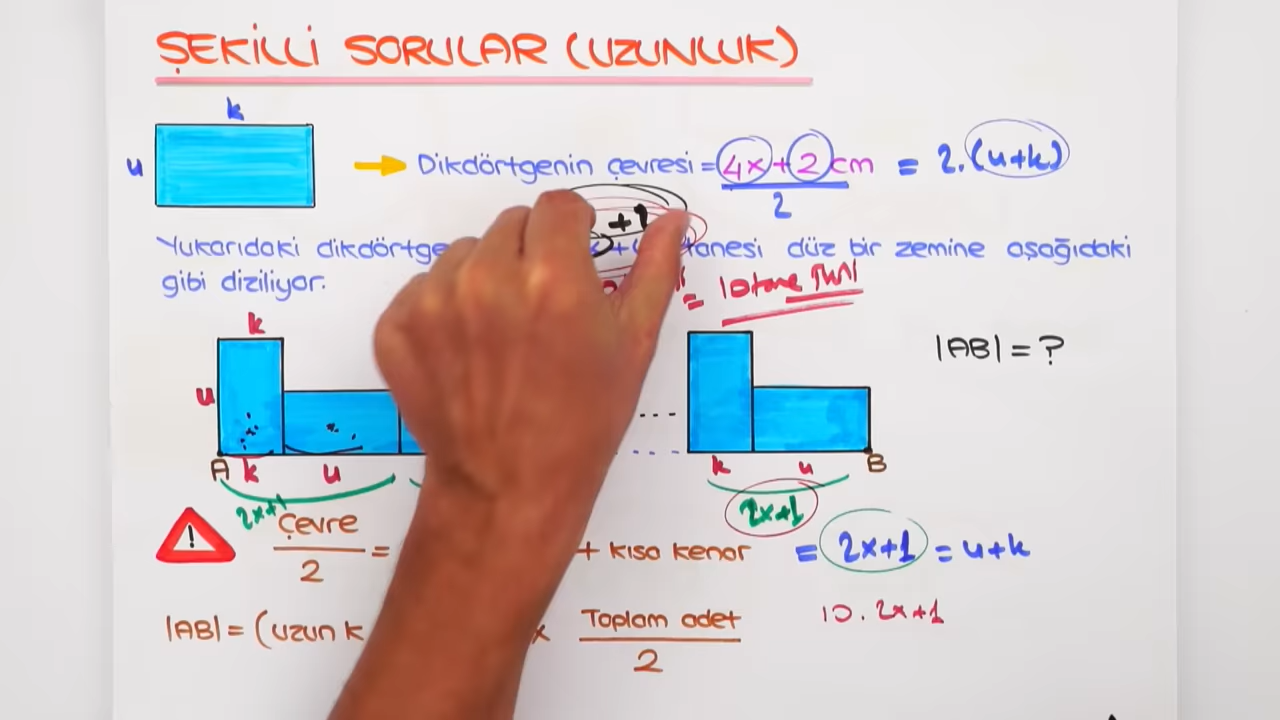 ŞEKİLLİ SORULAR (UZUNLUK)
k
u
Dikdörtgenin çevresi = 4x+2 cm = 2.(u+k)
2
+1
Yukarıdaki tanesi düz bir zemine aşağıdaki
gibi diziliyor.
= 10 tane
k
|AB| = ?
u
A k u k u B
2x+1 2x+1
Çevre
2
= + kısa kenar = 2x+1 = u+k
10. 2x+1
|AB| = (uzun k x Toplam adet
2